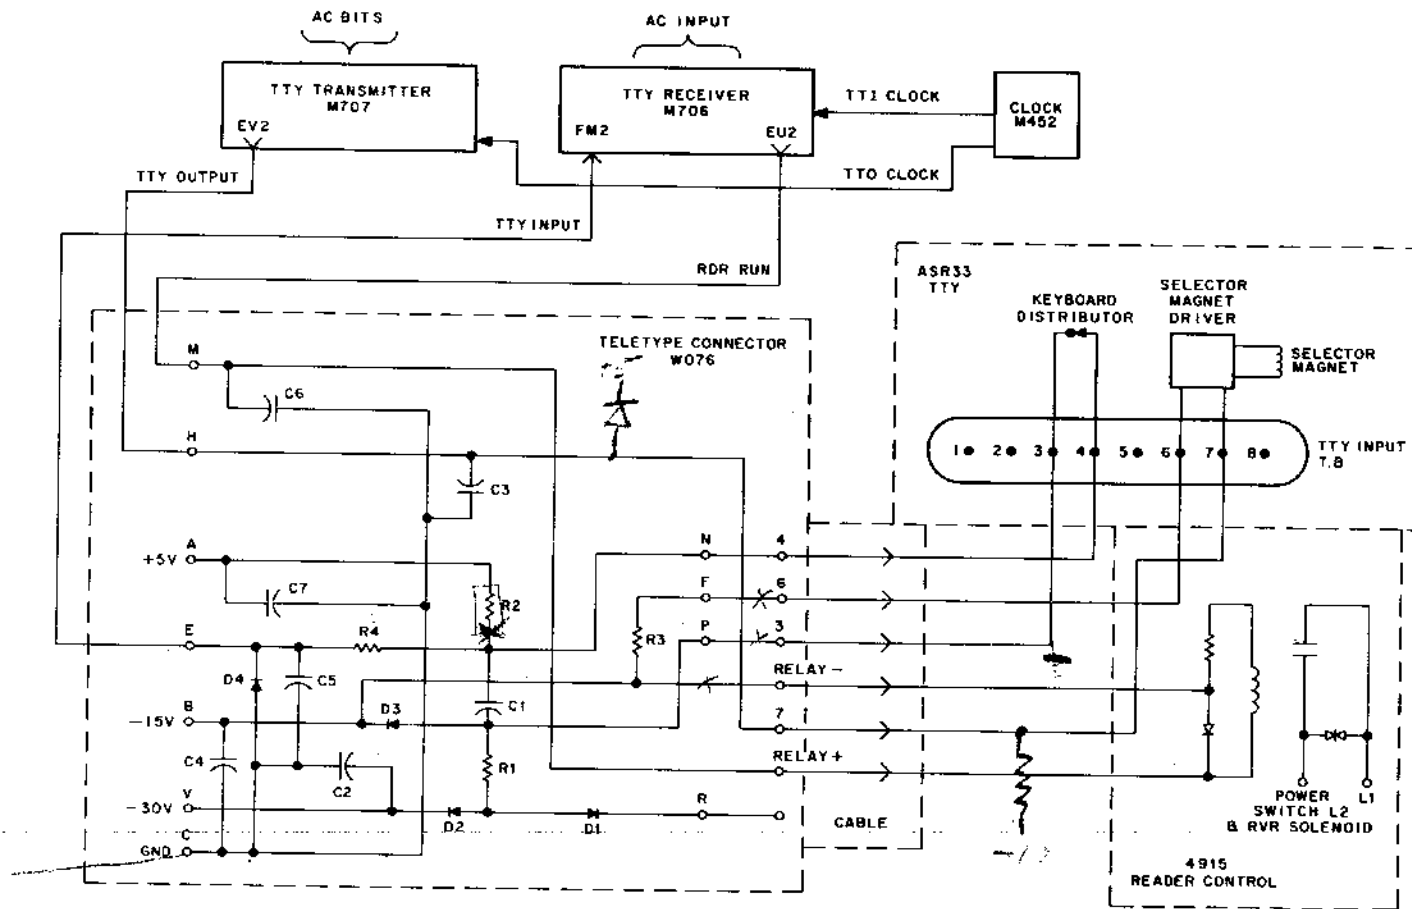 AC BITS
AC INPUT
TTY TRANSMITTER
M707
EV2
TTY RECEIVER
M706
FM2
EU2
TTI CLOCK
CLOCK
M452
TTO CLOCK
TTY OUTPUT
TTY INPUT
RDR RUN
ASR33
TTY
KEYBOARD
DISTRIBUTOR
SELECTOR
MAGNET
DRIVER
SELECTOR
MAGNET
TELETYPE CONNECTOR
W076
M
C6
H
C3
1 2 3 4 5 6 7 8
TTY INPUT
T.B
A
+5V
C7
R2
N 4
F 6
P 3
E
R4
R3
D4
C5
RELAY-
B
-15V
D3
C1
7
C4
C2
R1
RELAY+
V
-30V
D2
D1
R
C
GND
CABLE
POWER
SWITCH L2
& RVR SOLENOID
L1
4915
READER CONTROL